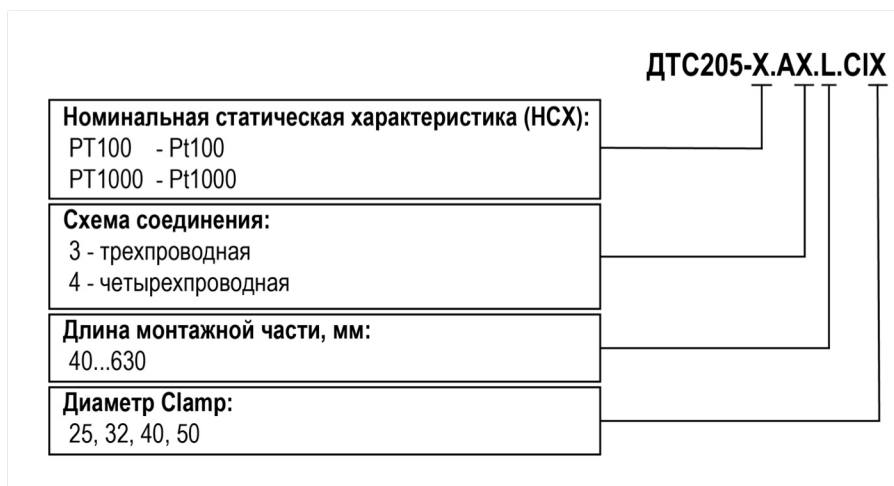 ДТС205-X.AX.L.CIX
Номинальная статическая характеристика (НСХ):
PT100 - Pt100
PT1000 - Pt1000
Схема соединения:
3 - трехпроводная
4 - четырехпроводная
Длина монтажной части, мм:
40...630
Диаметр Clamp:
25, 32, 40, 50